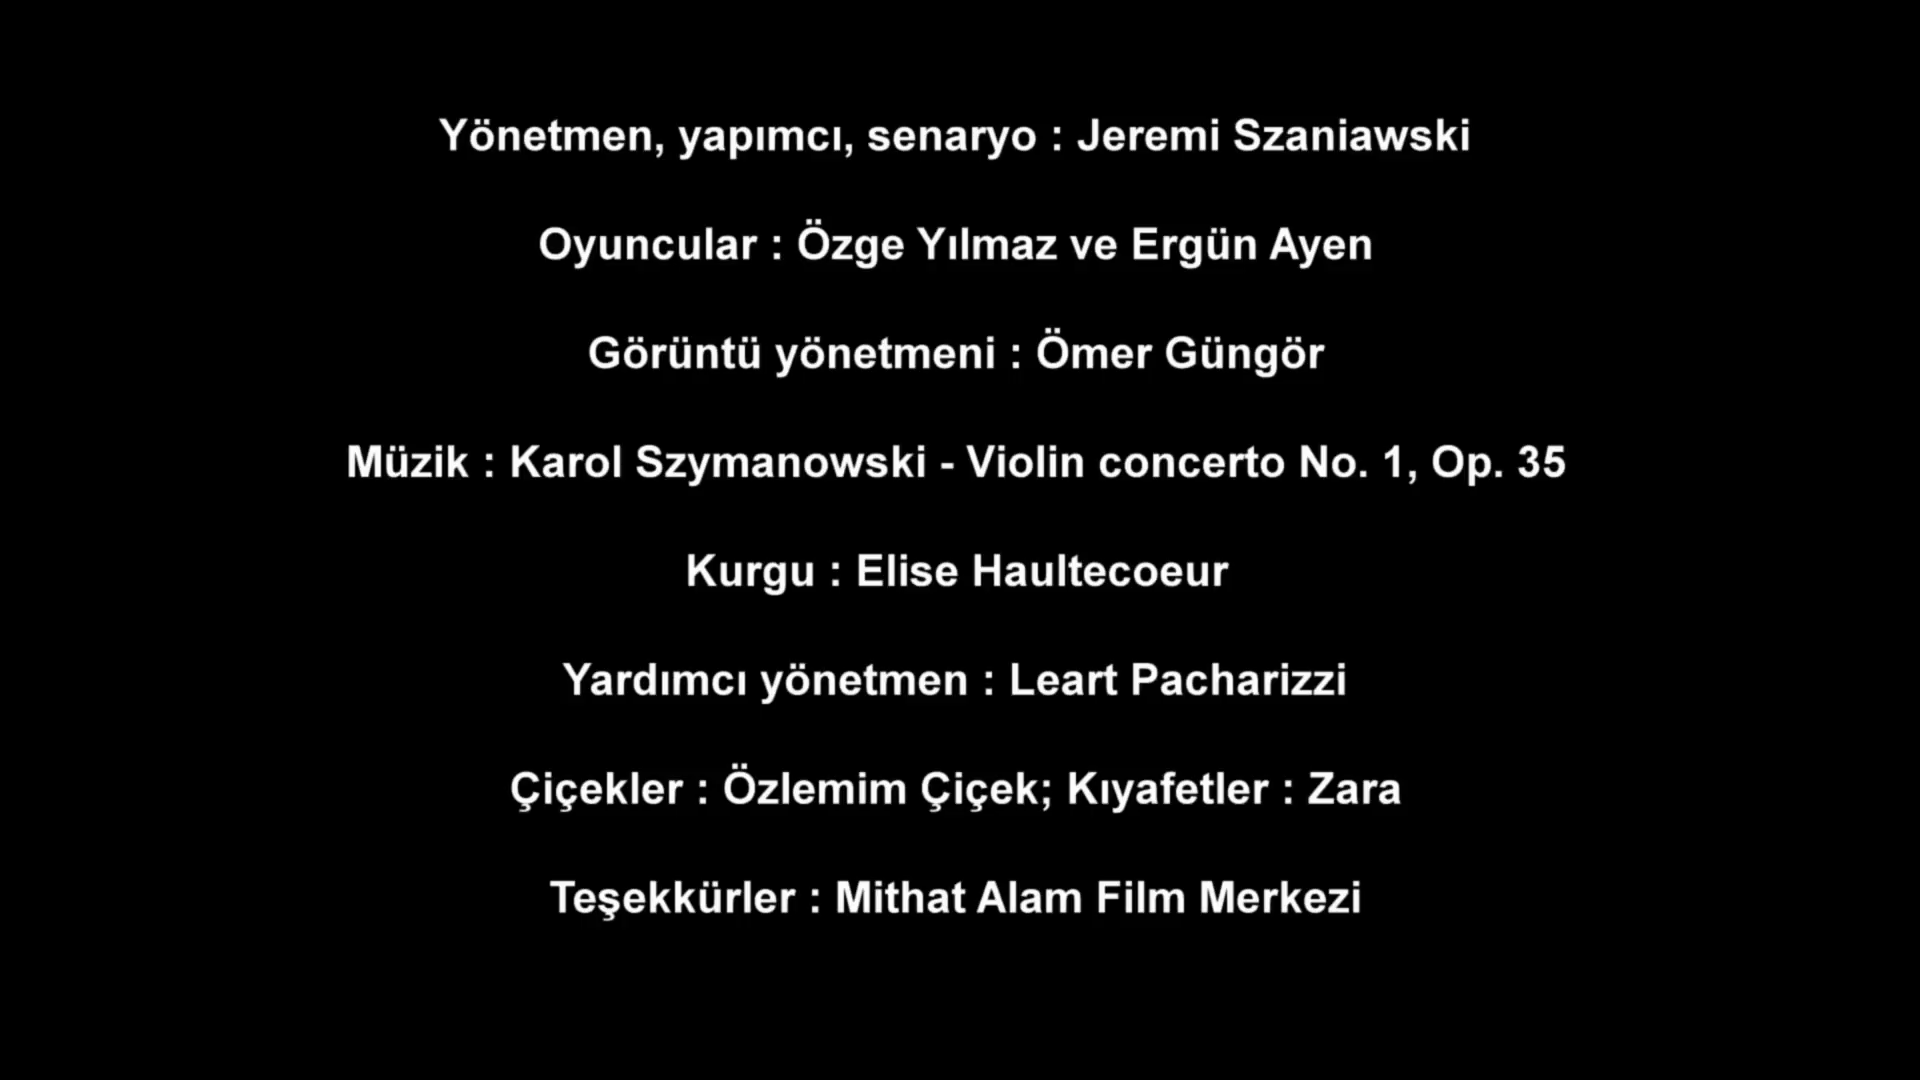 Yönetmen, yapımcı, senaryo : Jeremi Szaniawski
Oyuncular : Özge Yılmaz ve Ergün Ayen
Görüntü yönetmeni : Ömer Güngör
Müzik : Karol Szymanowski - Violin concerto No. 1, Op. 35
Kurgu : Elise Haultecoeur
Yardımcı yönetmen : Leart Pacharizzi
Çiçekler : Özlemim Çiçek; Kıyafetler : Zara
Teşekkürler : Mithat Alam Film Merkezi